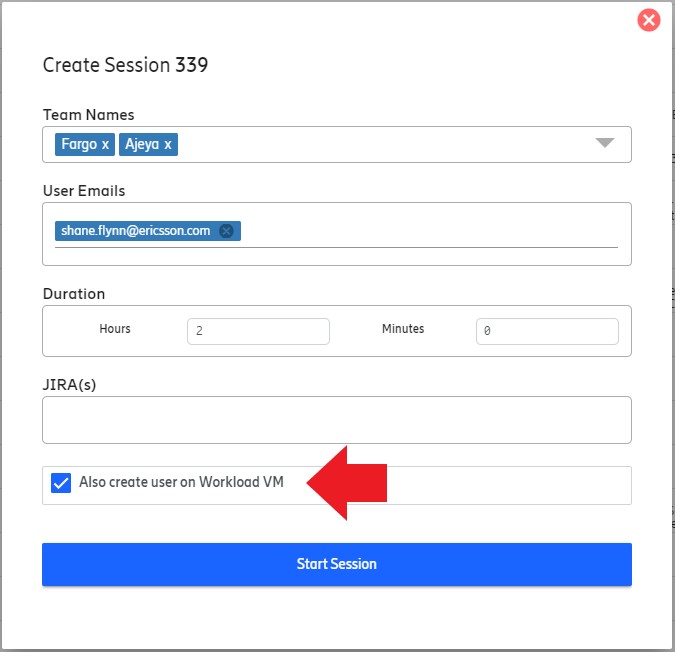 Create Session 339
Team Names
Fargo x Ajeya x
User Emails
shane.flynn@ericsson.com
Duration
Hours 2 Minutes 0
JIRA(s)
Also create user on Workload VM
Start Session